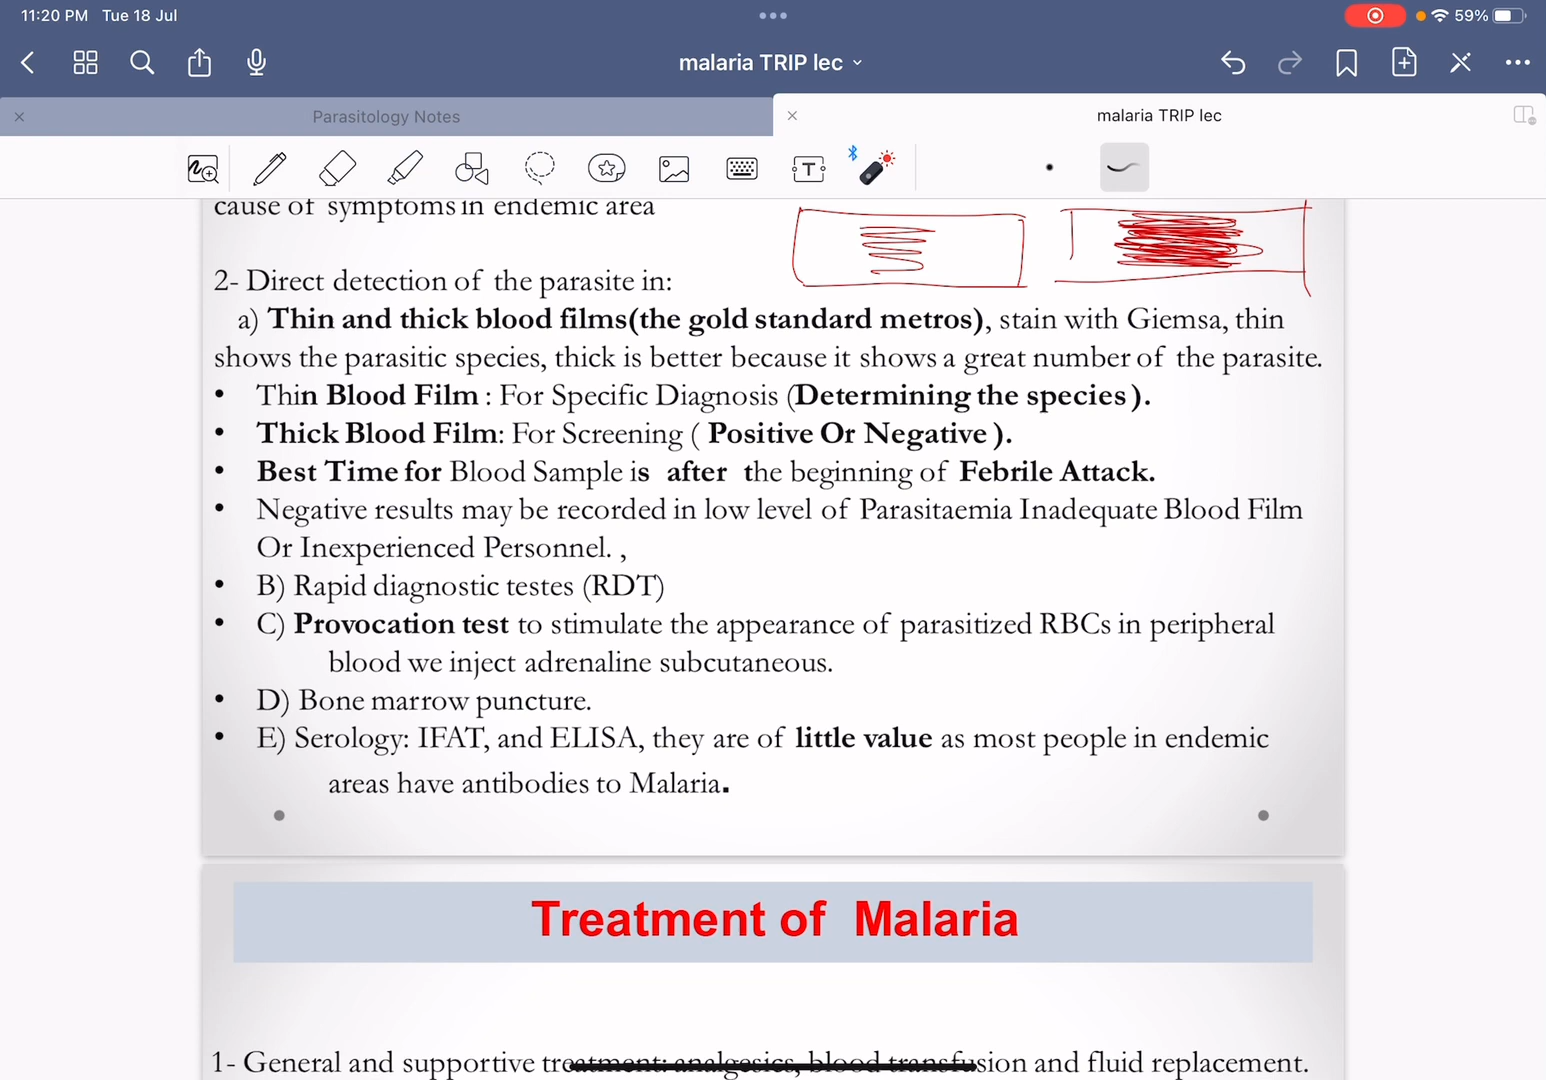 11:20 PM Tue 18 Jul
59%
malaria TRIP lec
Parasitology Notes
malaria TRIP lec
T
cause of symptoms in endemic area
2- Direct detection of the parasite in:
a) Thin and thick blood films(the gold standard metros), stain with Giemsa, thin
shows the parasitic species, thick is better because it shows a great number of the parasite.
• Thin Blood Film : For Specific Diagnosis (Determining the species ).
• Thick Blood Film: For Screening ( Positive Or Negative ).
• Best Time for Blood Sample is after the beginning of Febrile Attack.
• Negative results may be recorded in low level of Parasitaemia Inadequate Blood Film
Or Inexperienced Personnel. ,
• B) Rapid diagnostic testes (RDT)
• C) Provocation test to stimulate the appearance of parasitized RBCs in peripheral
blood we inject adrenaline subcutaneous.
• D) Bone marrow puncture.
• E) Serology: IFAT, and ELISA, they are of little value as most people in endemic
areas have antibodies to Malaria.
Treatment of Malaria
1- General and supportive treatment: analgesics, blood transfusion and fluid replacement.